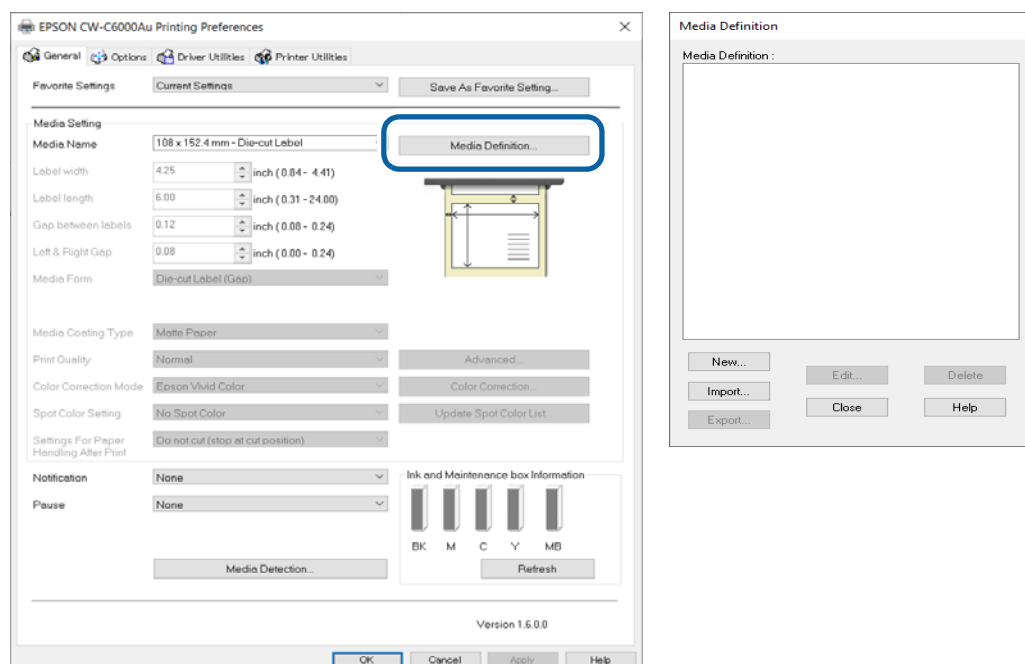 EPSON CW-C6000Au Printing Preferences
General Options Driver Utilities Printer Utilities
Favorite Settings Current Settings Save As Favorite Setting...
Media Setting
Media Name 108 x 152.4 mm - Die-cut Label Media Definition...
Label width 4.25 inch ( 0.84 - 4.41)
Label length 6.00 inch ( 0.31 - 24.00)
Gap between labels 0.12 inch ( 0.08 - 0.24)
Left & Right Gap 0.08 inch ( 0.00 - 0.24)
Media Form Die-cut Label (Gap)
Media Coating Type Matte Paper
Print Quality Normal Advanced...
Color Correction Mode Epson Vivid Color Color Correction...
Spot Color Setting No Spot Color Update Spot Color List...
Settings For Paper
Handling After Print Do not cut (stop at cut position)
Notification None
Pause None
Ink and Maintenance box Information
BK M C Y MB
Media Detection... Refresh
Version 1.6.0.0
OK Cancel Apply Help
Media Definition
Media Definition :
New...
Edit... Delete
Import...
Close Help
Export...